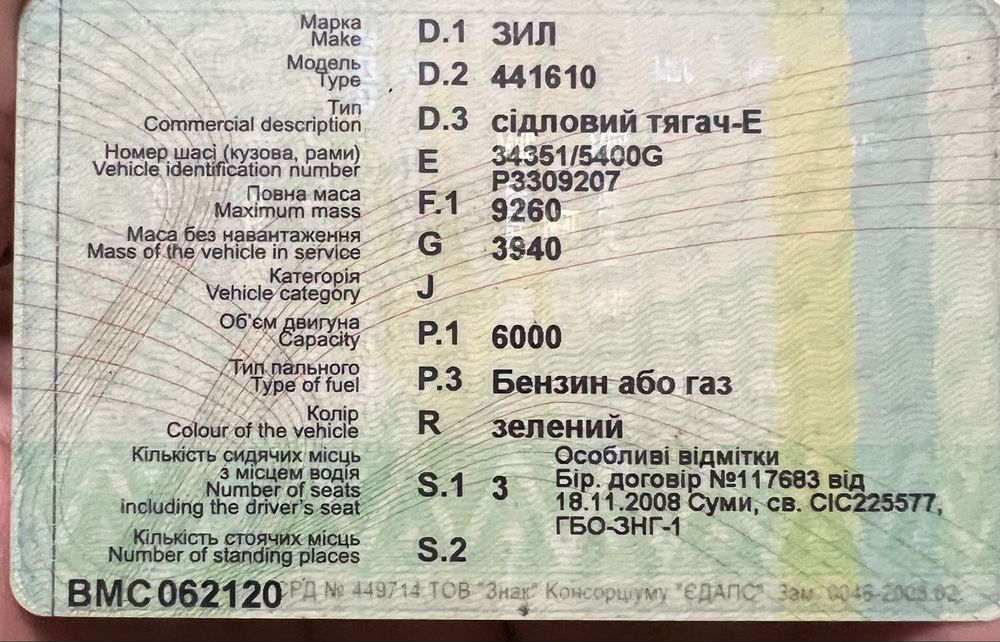 Марка D.1 ЗИЛ
Make
Модель D.2 441610
Type
Тип D.3 сідловий тягач-Е
Commercial description
Номер шасі (кузова, рами) E 34351/5400G
Vehicle identification number P3309207
Повна маса F.1 9260
Maximum mass
Маса без навантаження G 3940
Mass of the vehicle in service
Категорія J
Vehicle category
Об'єм двигуна P.1 6000
Capacity
Тип пального P.3 Бензин або газ
Type of fuel
Колір R зелений
Colour of the vehicle
Кількість сидячих місць
з місцем водія
Number of seats
including the driver's seat
S.1 3
Особливі відмітки
Бір. договір №117683 від
18.11.2008 Суми, св. СІС225577,
ГБО-ЗНГ-1
Кількість стоячих місць S.2
Number of standing places
ВМС 062120 СРД № 449714 ТОВ "Знак" Консорціуму "ЄДАПС" Зам.